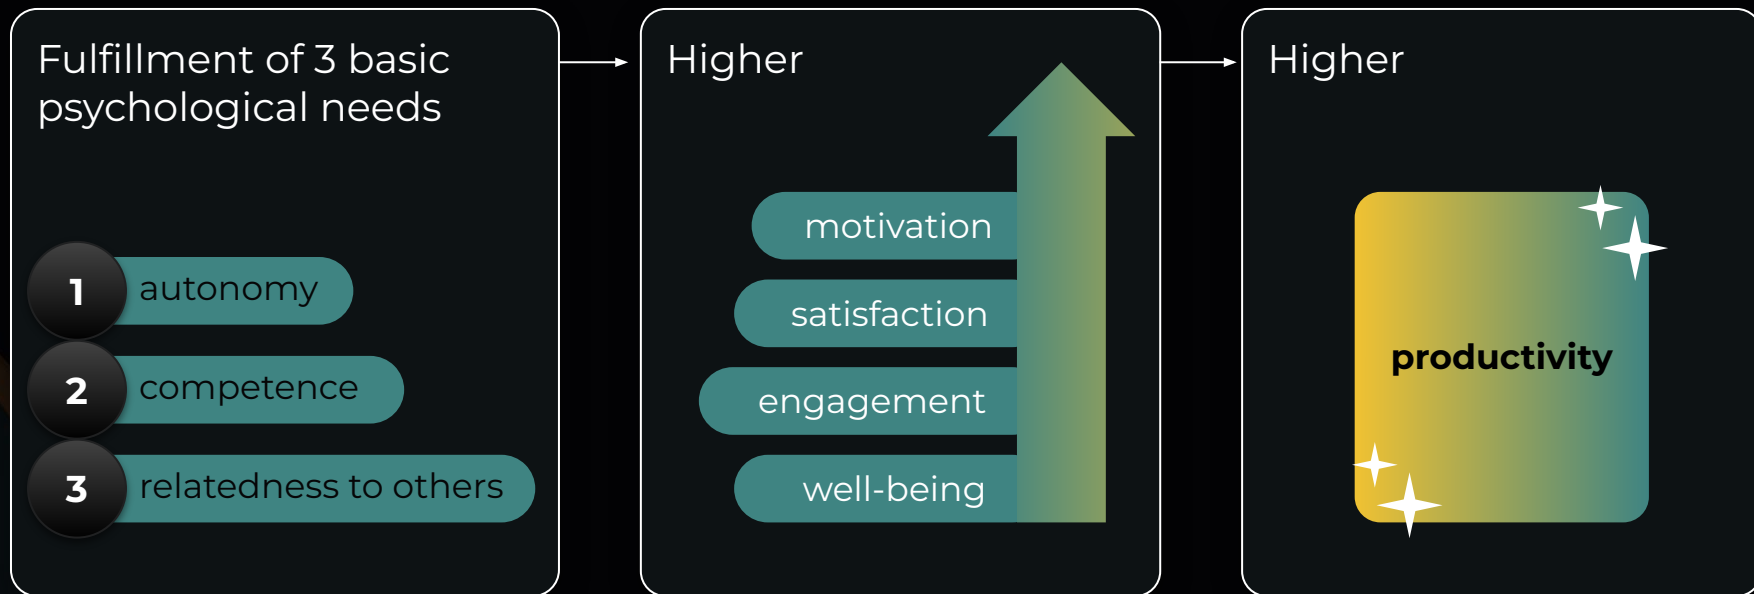 Fulfillment of 3 basic
psychological needs
1 autonomy
2 competence
3 relatedness to others
Higher
motivation
satisfaction
engagement
well-being
Higher
productivity